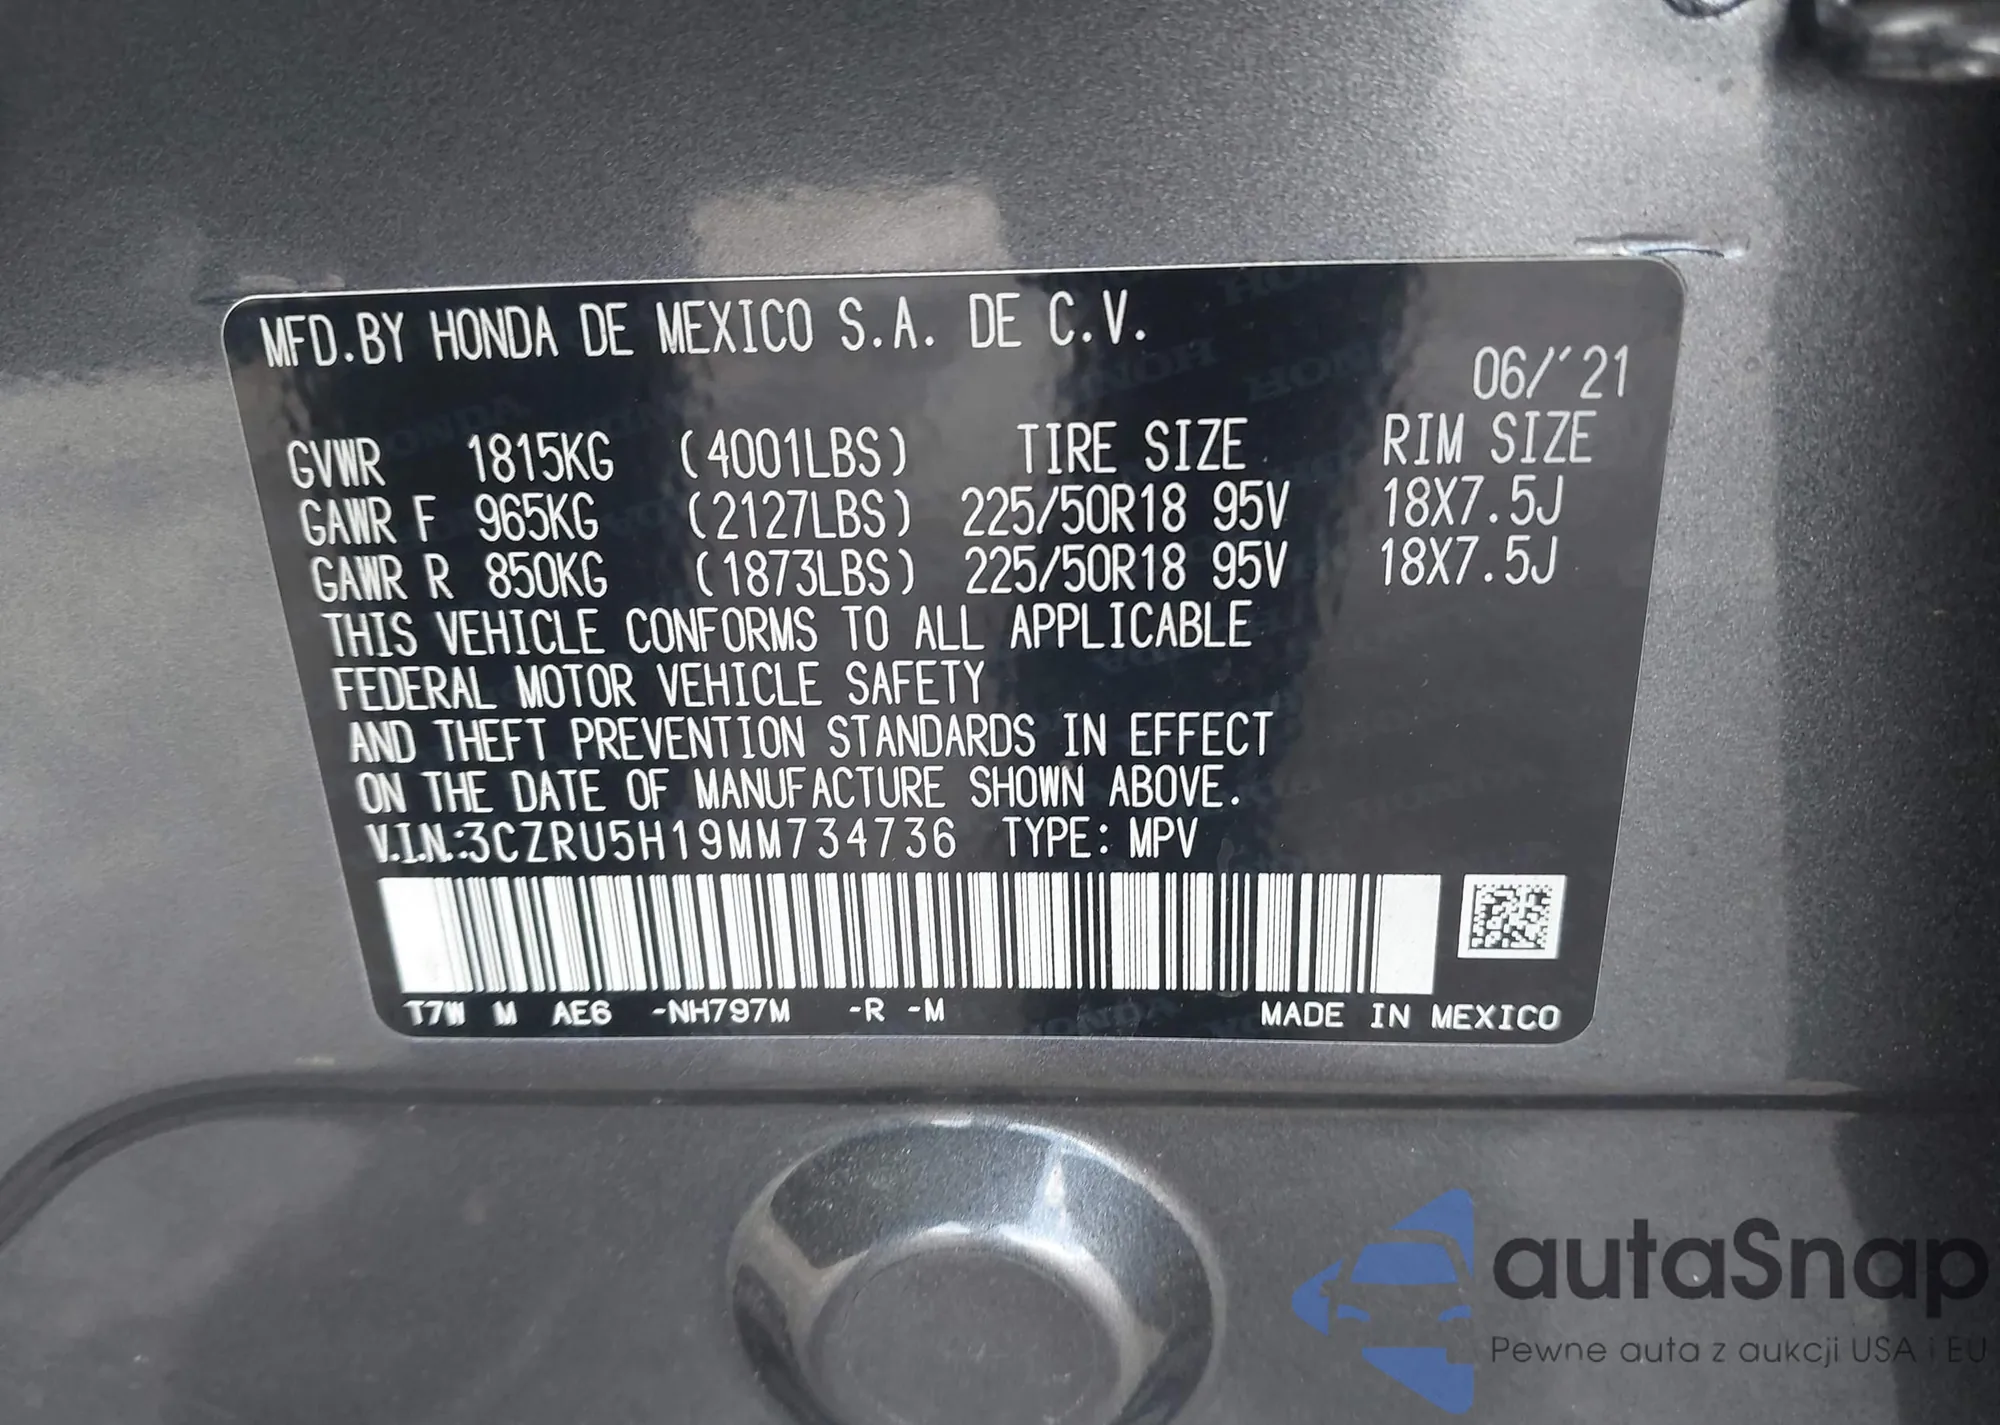 MFD.BY HONDA DE MEXICO S.A. DE C.V.
06/'21
GVWR 1815KG (4001LBS) TIRE SIZE RIM SIZE
GAWR F 965KG (2127LBS) 225/50R18 95V 18X7.5J
GAWR R 850KG (1873LBS) 225/50R18 95V 18X7.5J
THIS VEHICLE CONFORMS TO ALL APPLICABLE
FEDERAL MOTOR VEHICLE SAFETY
AND THEFT PREVENTION STANDARDS IN EFFECT
ON THE DATE OF MANUFACTURE SHOWN ABOVE.
V.I.N.:3CZRU5H19MM734736 TYPE: MPV
T7W M AE6 -NH797M -R -M MADE IN MEXICO
autaSnap
Pewne auta z aukcji USA i EU